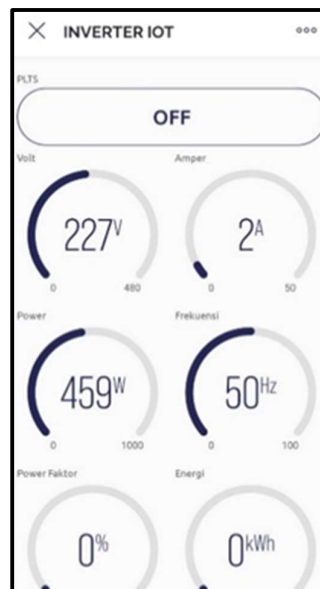 INVERTER IOT
PLTS
OFF
Volt Amper
227V 2A
0 480 0 50
Power Frekuensi
459W 50Hz
0 1000 0 100
Power Faktor Energi
0% 0kWh